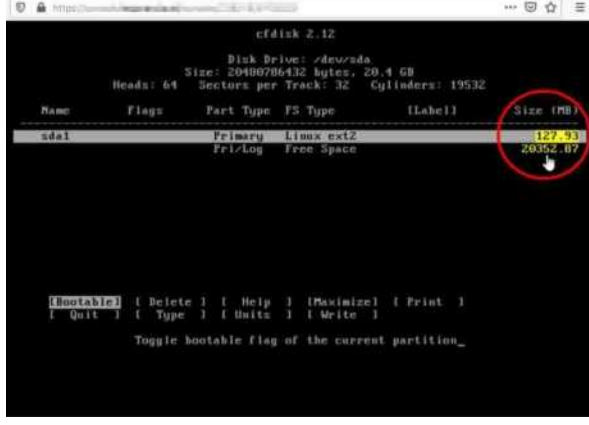 cfdisk 2.12
Disk Drive: /dev/sda
Size: 20480786432 bytes, 20.4 GB
Heads: 64 Sectors per Track: 32 Cylinders: 19532
Name Flags Part Type FS Type [Label] Size (MB)
sda1 Primary Linux ext2 127.93
Pri/Log Free Space 20352.87
[Bootable] [ Delete ] [ Help ] [Maximize] [ Print ]
[ Quit ] [ Type ] [ Units ] [ Write ]
Toggle bootable flag of the current partition_